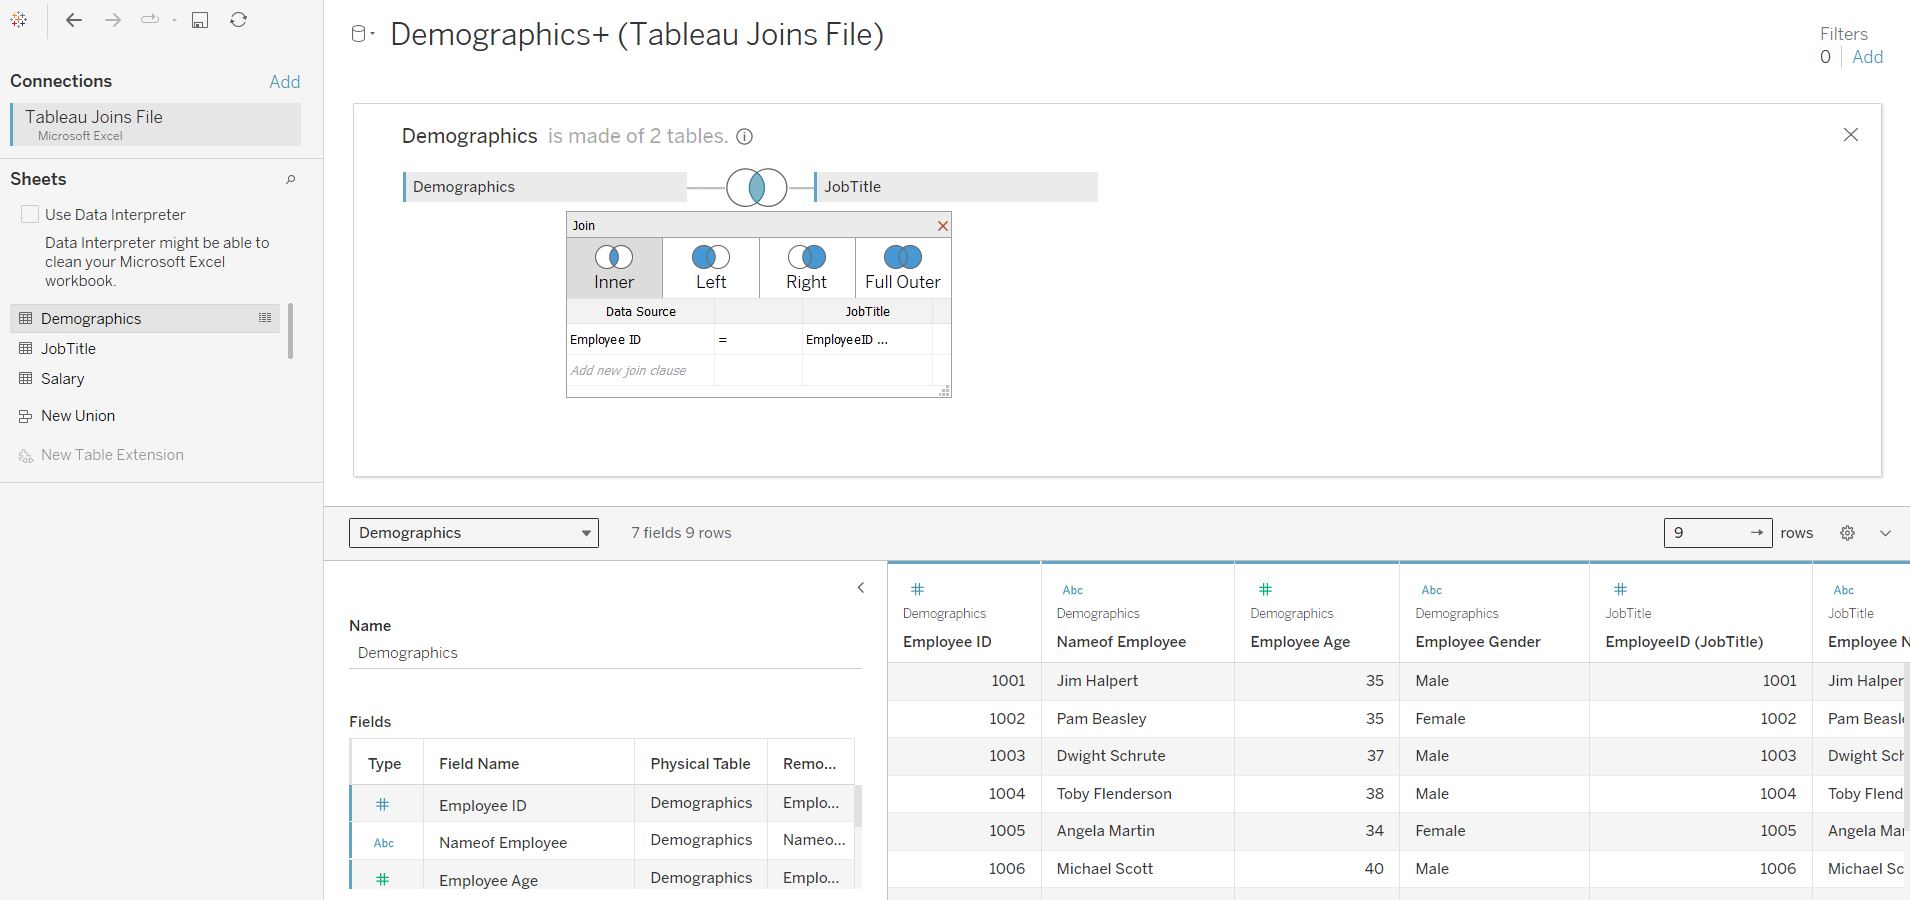 Demographics+ (Tableau Joins File)
Filters
0 Add
Connections Add
Tableau Joins File
Microsoft Excel
Sheets
Use Data Interpreter
Data Interpreter might be able to
clean your Microsoft Excel
workbook.
Demographics
JobTitle
Salary
New Union
New Table Extension
Demographics is made of 2 tables.
Demographics JobTitle
Join
Inner Left Right Full Outer
Data Source JobTitle
Employee ID = EmployeeID ...
Add new join clause
Demographics 7 fields 9 rows 9 rows
Name
Demographics
Fields
Type Field Name Physical Table Remo...
# Employee ID Demographics Emplo...
Abc Nameof Employee Demographics Nameo...
# Employee Age Demographics Emplo...
# Abc # Abc # Abc
Demographics Demographics Demographics Demographics JobTitle JobTitle
Employee ID Nameof Employee Employee Age Employee Gender EmployeeID (JobTitle) Employee N
1001 Jim Halpert 35 Male 1001 Jim Halper
1002 Pam Beasley 35 Female 1002 Pam Beasl
1003 Dwight Schrute 37 Male 1003 Dwight Sch
1004 Toby Flenderson 38 Male 1004 Toby Flend
1005 Angela Martin 34 Female 1005 Angela Mar
1006 Michael Scott 40 Male 1006 Michael Sc